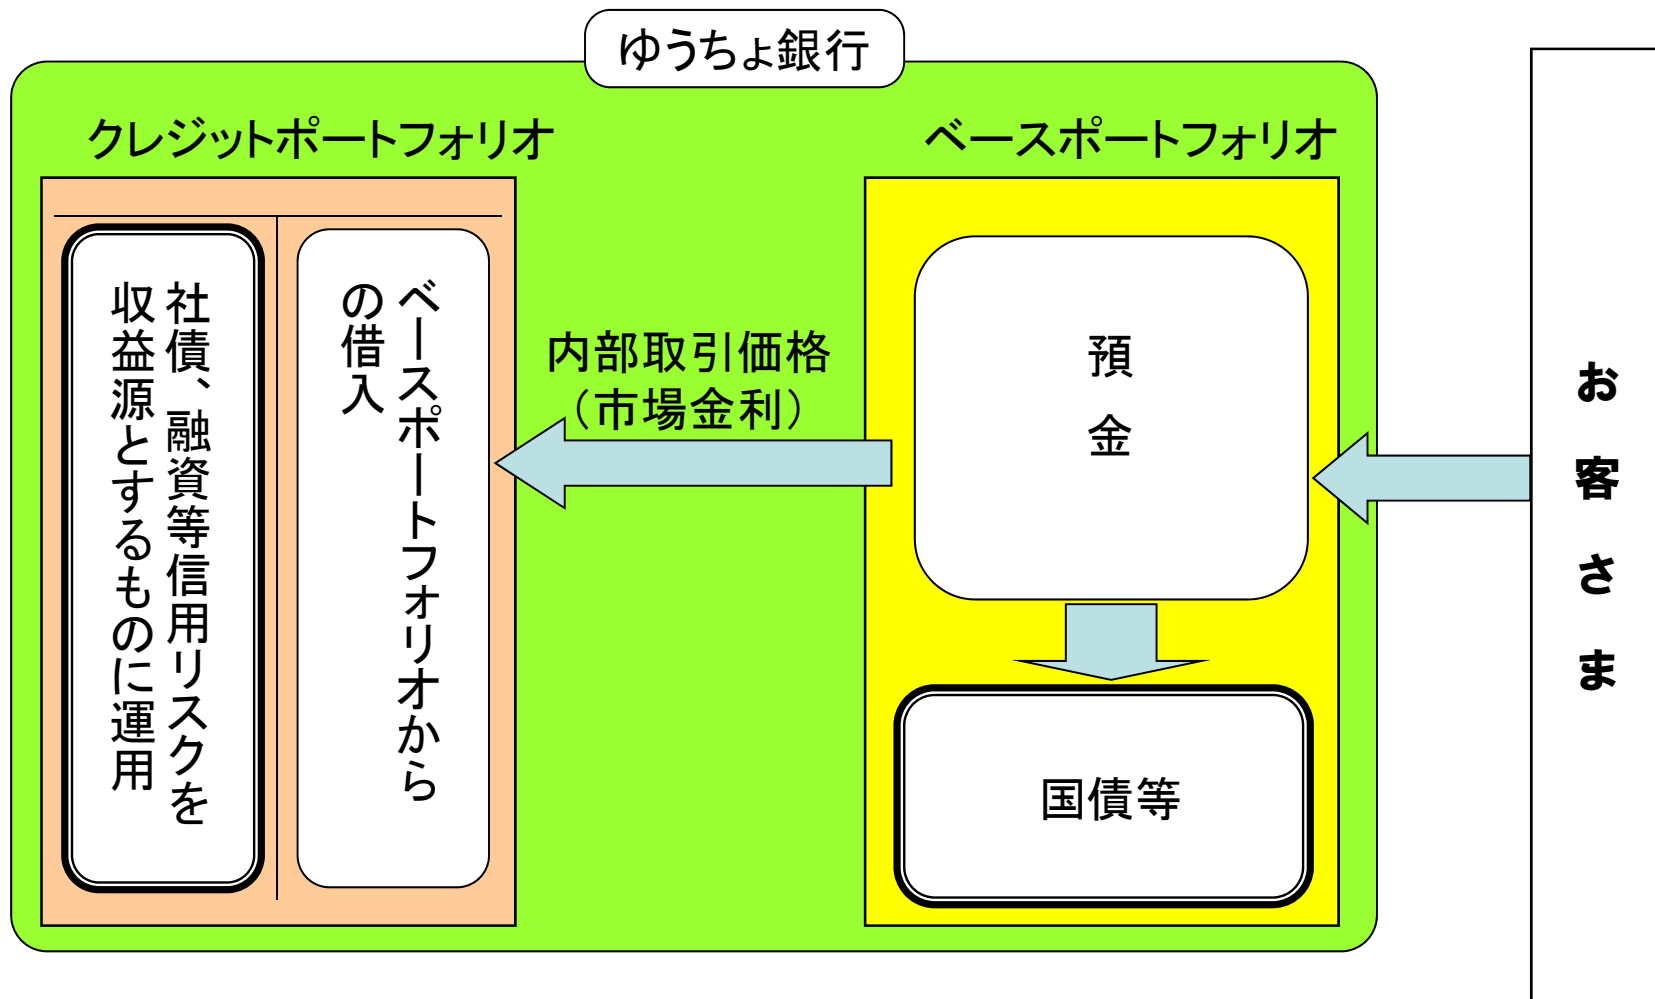 ゆうちょ銀行
クレジットポートフォリオ
ベースポートフォリオ
社債、融資等信用リスクを
収益源とするものに運用
ベースポートフォリオから
の借入
内部取引価格
（市場金利）
預
金
国債等
お客さま